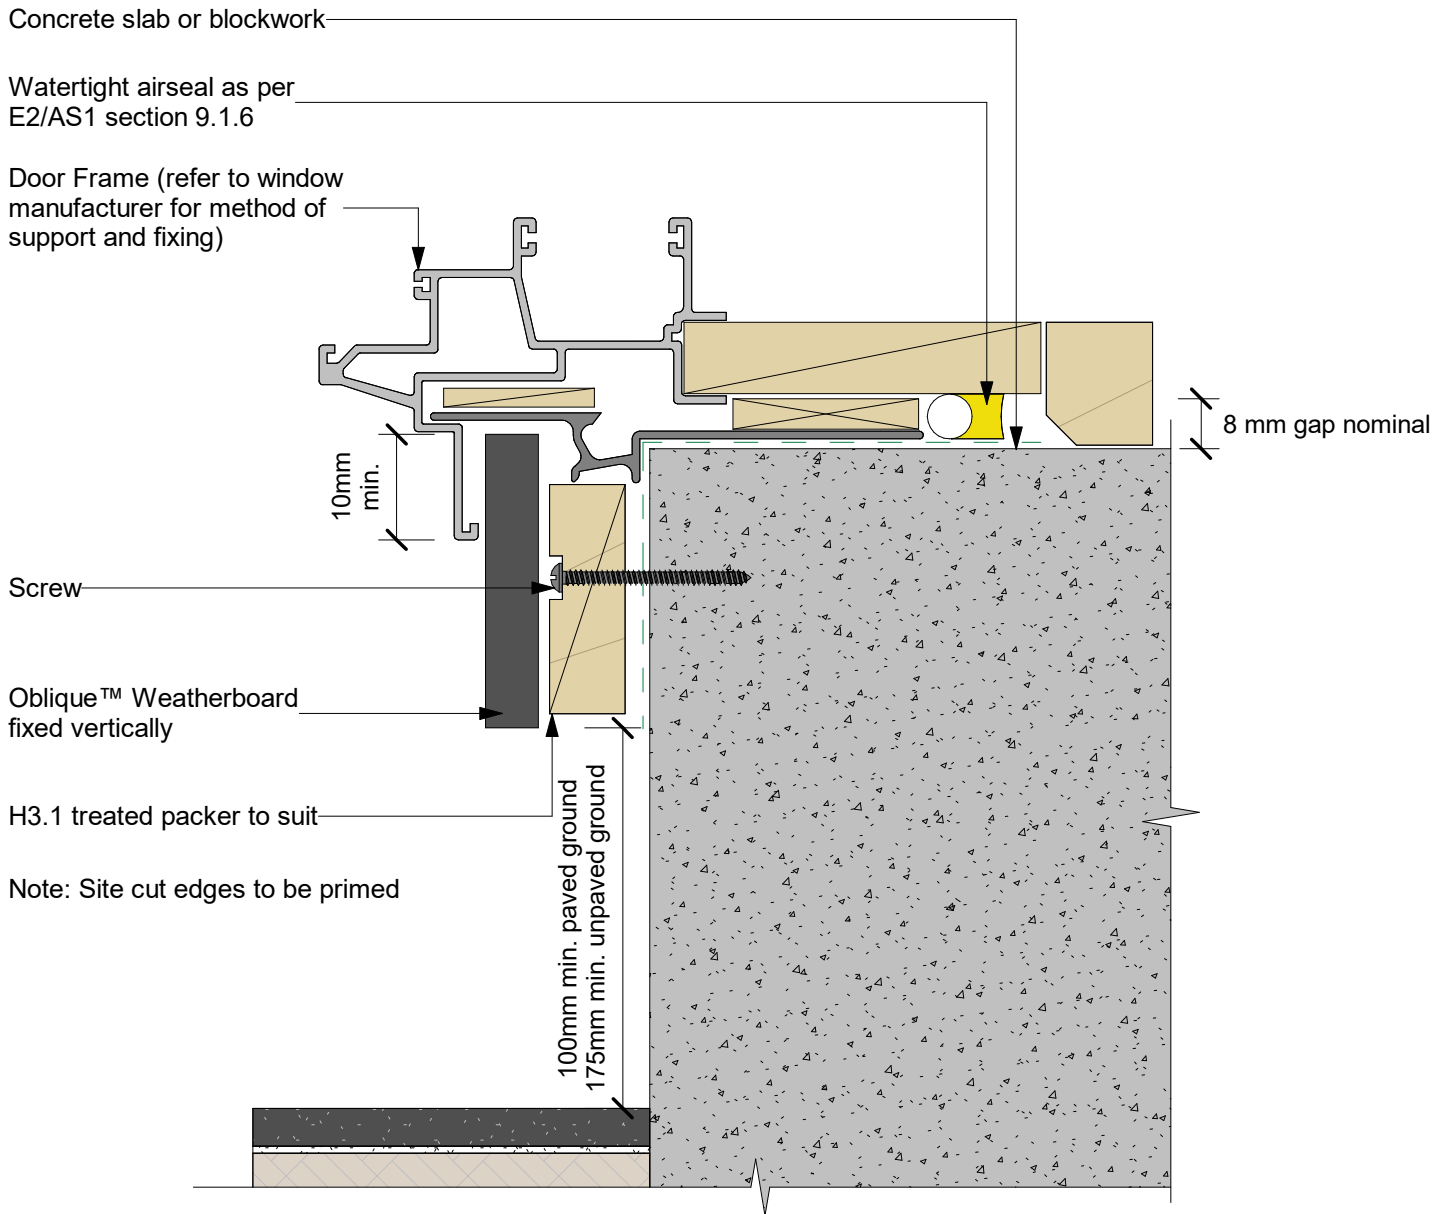 Concrete slab or blockwork
Watertight airseal as per
E2/AS1 section 9.1.6
Door Frame (refer to window
manufacturer for method of
support and fixing)
8 mm gap nominal
10mm
min.
Screw
Oblique™ Weatherboard
fixed vertically
H3.1 treated packer to suit
100mm min. paved ground
175mm min. unpaved ground
Note: Site cut edges to be primed